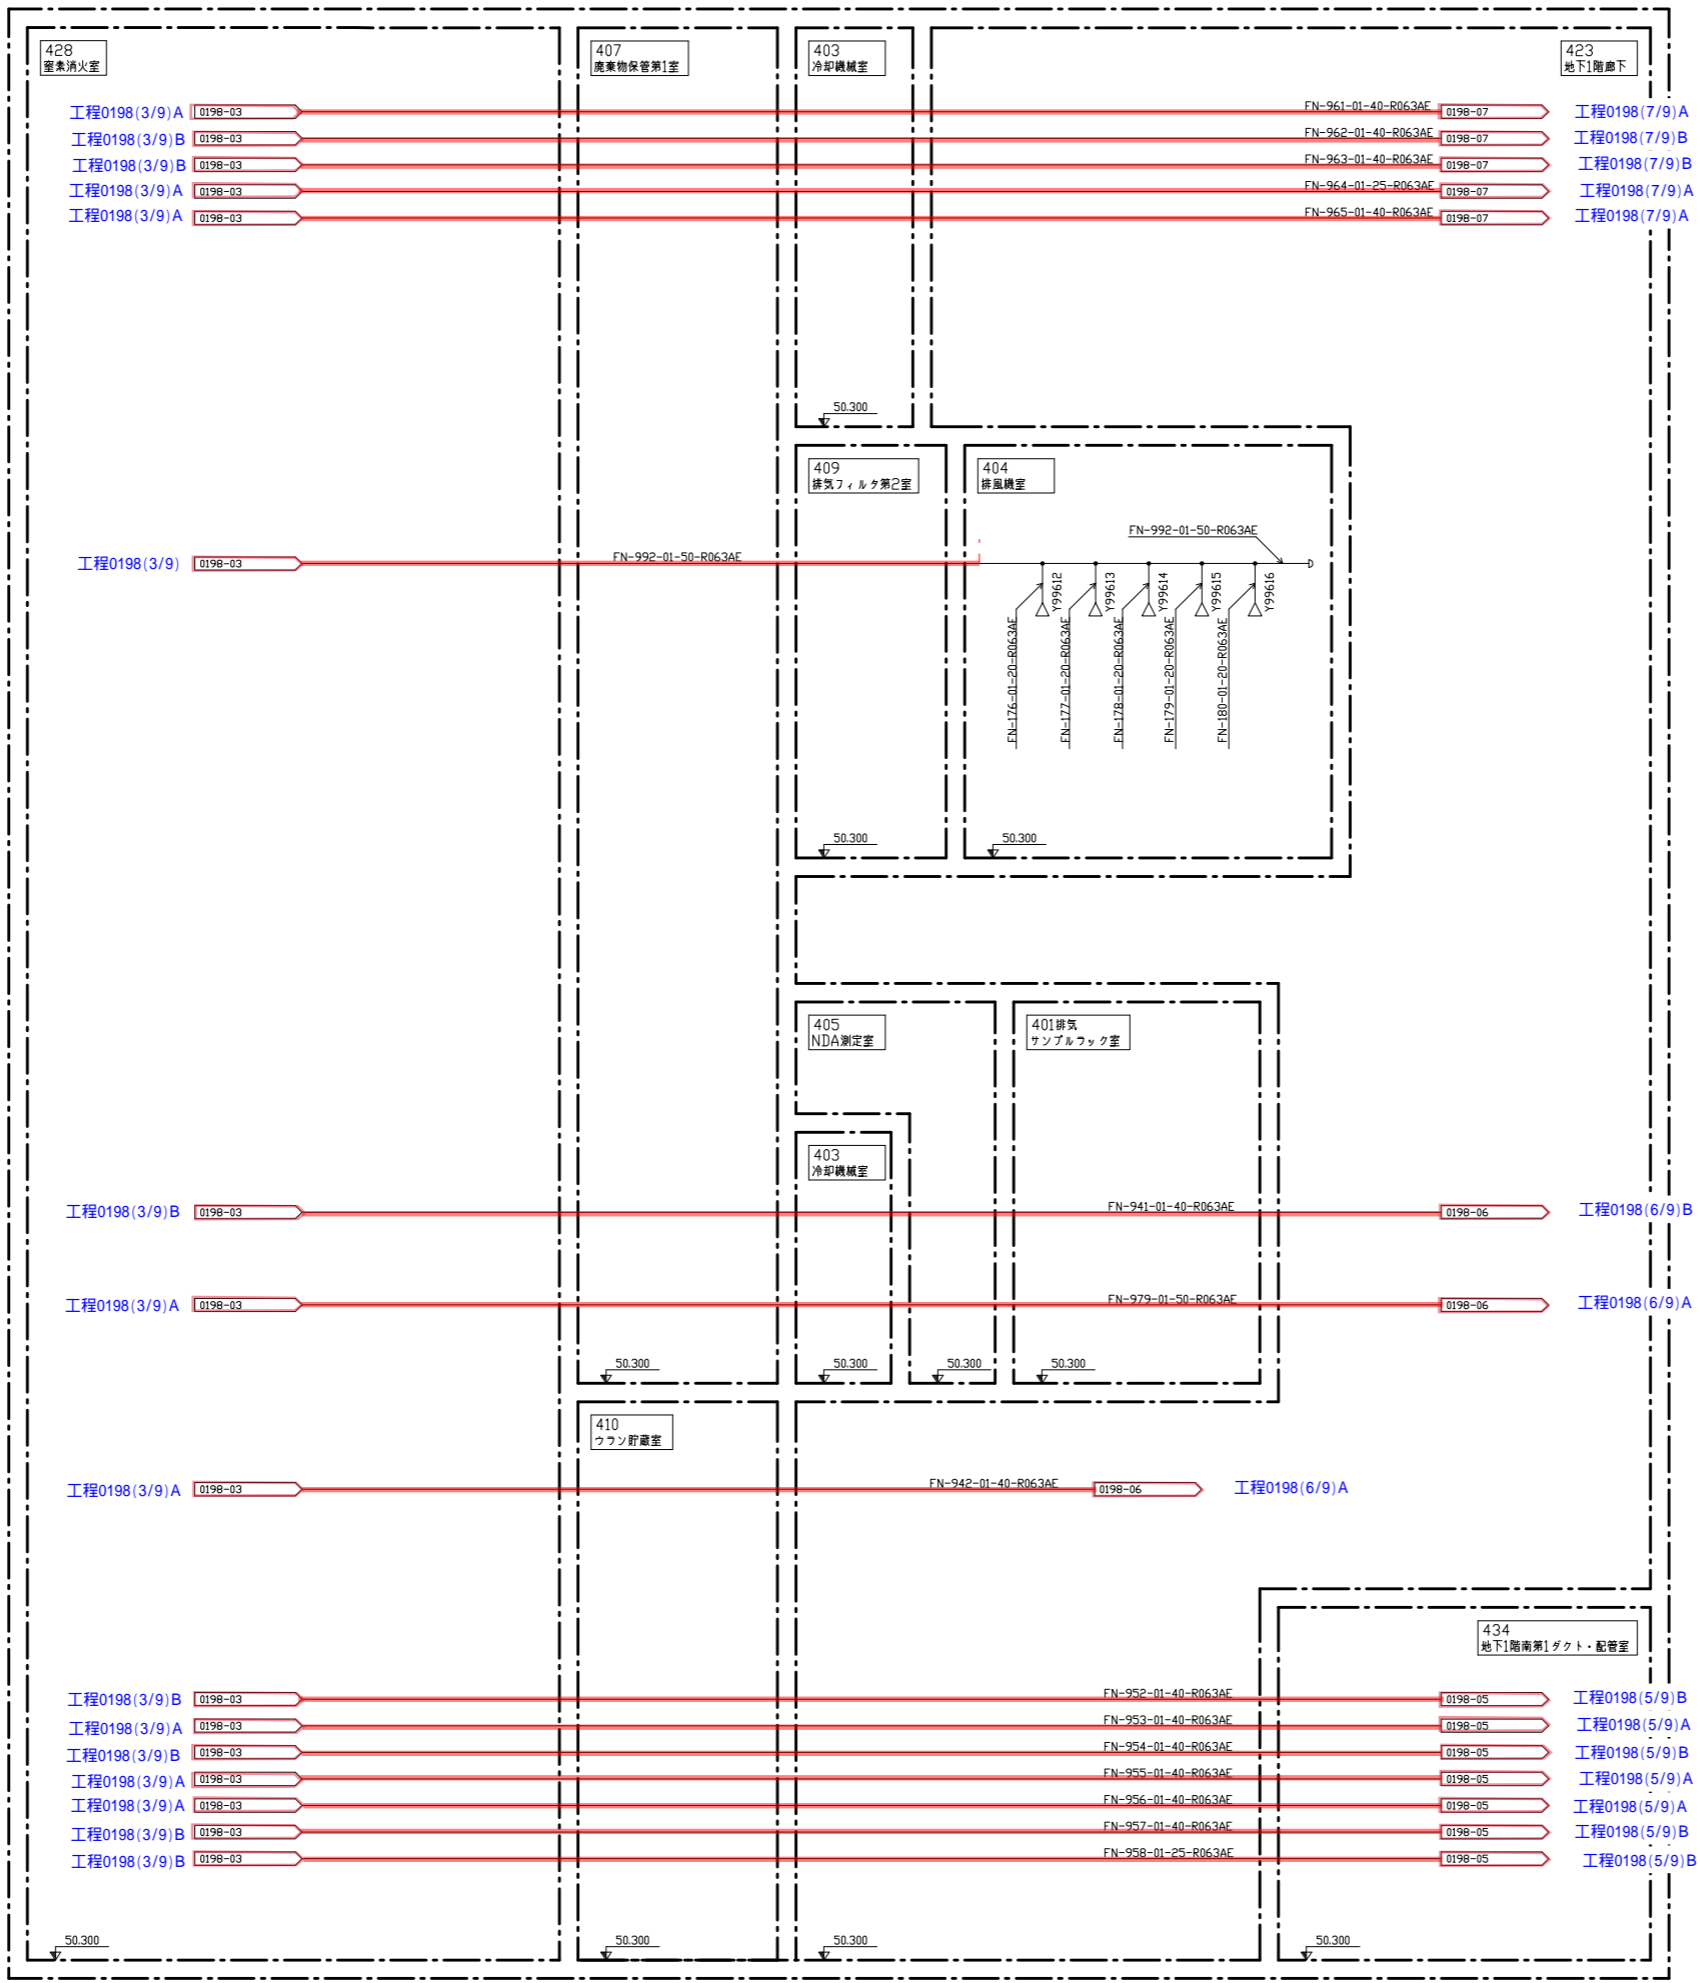 428
窒素消火室
407
廃棄物保管第1室
403
冷却機械室
423
地下1階廊下
工程0198(3/9)A
0198-03
FN-961-01-40-R063AE
0198-07
工程0198(7/9)A
工程0198(3/9)B
0198-03
FN-962-01-40-R063AE
0198-07
工程0198(7/9)B
工程0198(3/9)B
0198-03
FN-963-01-40-R063AE
0198-07
工程0198(7/9)B
工程0198(3/9)A
0198-03
FN-964-01-25-R063AE
0198-07
工程0198(7/9)A
工程0198(3/9)A
0198-03
FN-965-01-40-R063AE
0198-07
工程0198(7/9)A
50.300
409
排気フィルタ第2室
404
排風機室
工程0198(3/9)
0198-03
FN-992-01-50-R063AE
FN-992-01-50-R063AE
Y99612
Y99613
Y99614
Y99615
Y99616
FN-176-01-20-R063AE
FN-177-01-20-R063AE
FN-178-01-20-R063AE
FN-179-01-20-R063AE
FN-180-01-20-R063AE
50.300
50.300
405
NDA測定室
401排気
サンプルラック室
403
冷却機械室
工程0198(3/9)B
0198-03
FN-941-01-40-R063AE
0198-06
工程0198(6/9)B
工程0198(3/9)A
0198-03
FN-979-01-50-R063AE
0198-06
工程0198(6/9)A
50.300
50.300
50.300
50.300
410
ウラン貯蔵室
工程0198(3/9)A
0198-03
FN-942-01-40-R063AE
0198-06
工程0198(6/9)A
434
地下1階南第1ダクト・配管室
工程0198(3/9)B
0198-03
FN-952-01-40-R063AE
0198-05
工程0198(5/9)B
工程0198(3/9)A
0198-03
FN-953-01-40-R063AE
0198-05
工程0198(5/9)A
工程0198(3/9)B
0198-03
FN-954-01-40-R063AE
0198-05
工程0198(5/9)B
工程0198(3/9)A
0198-03
FN-955-01-40-R063AE
0198-05
工程0198(5/9)A
工程0198(3/9)A
0198-03
FN-956-01-40-R063AE
0198-05
工程0198(5/9)A
工程0198(3/9)B
0198-03
FN-957-01-40-R063AE
0198-05
工程0198(5/9)B
工程0198(3/9)B
0198-03
FN-958-01-25-R063AE
0198-05
工程0198(5/9)B
50.300
50.300
50.300
50.300